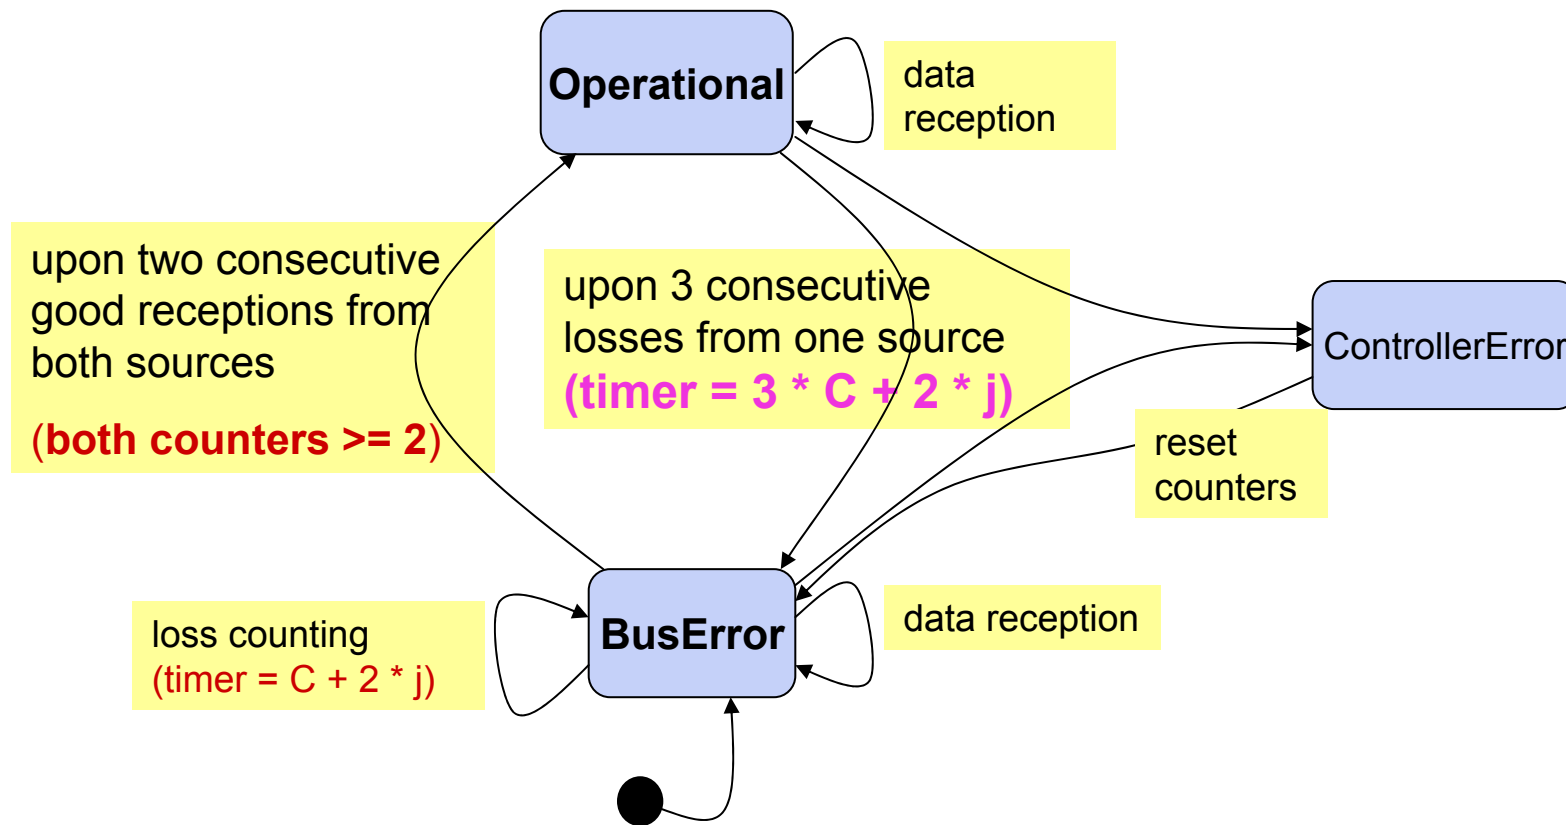 Operational
data
reception
upon two consecutive
good receptions from
both sources
(both counters >= 2)
upon 3 consecutive
losses from one source
(timer = 3 * C + 2 * j)
ControllerError
reset
counters
loss counting
(timer = C + 2 * j)
BusError
data reception